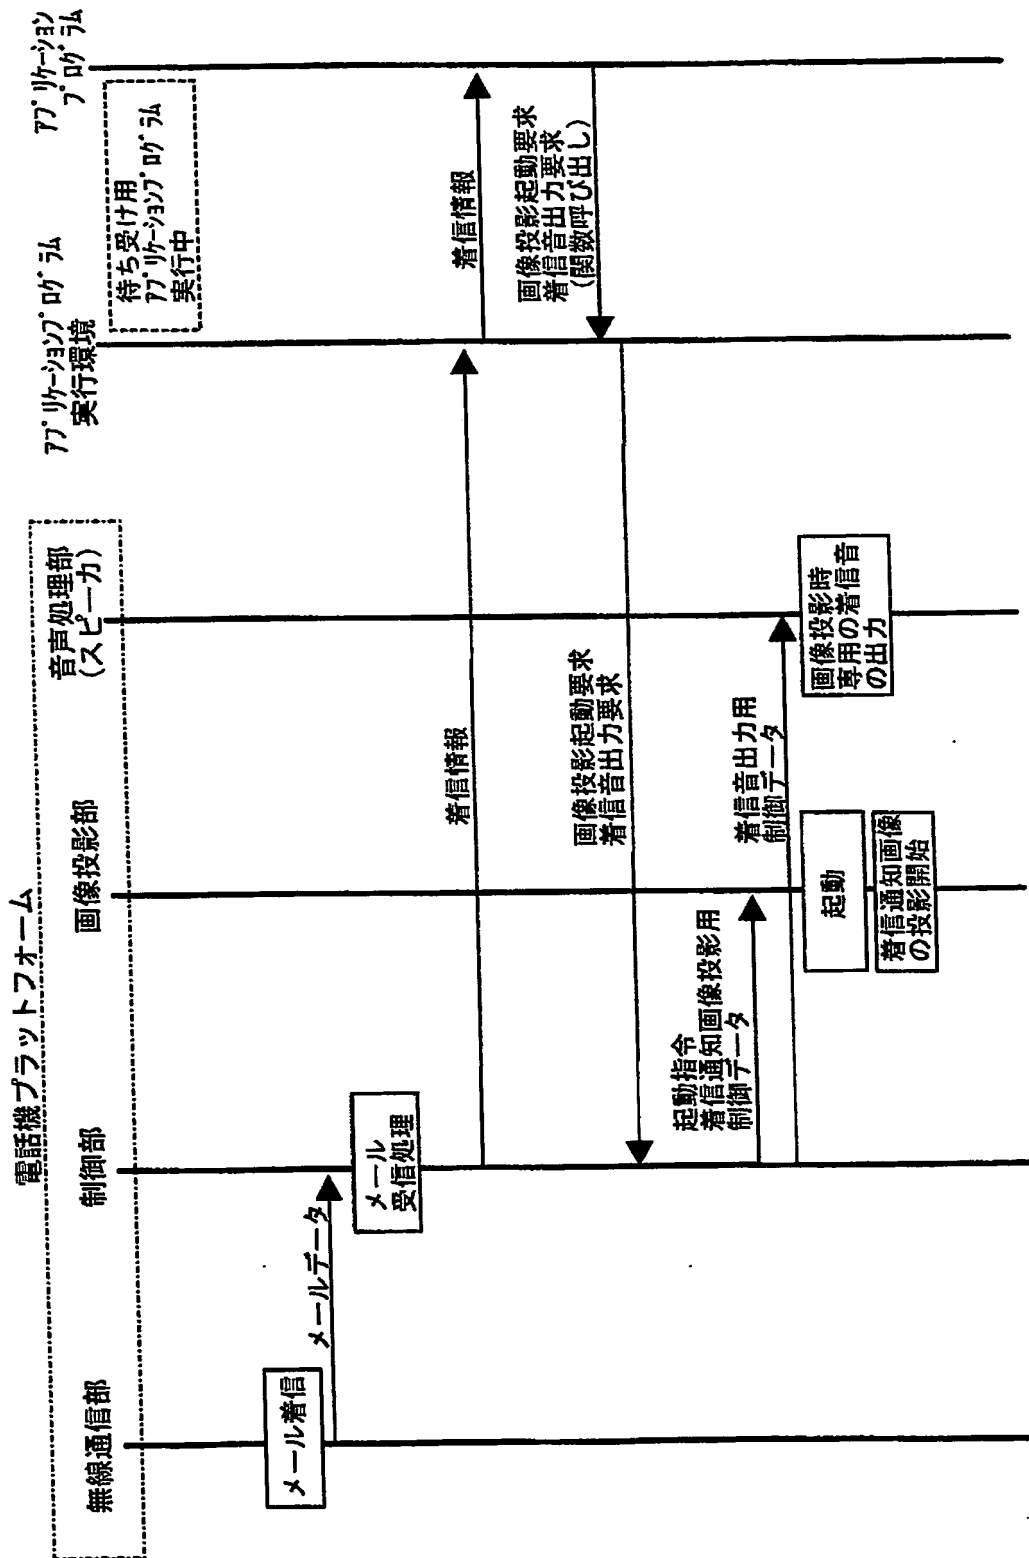 電話機プラットフォーム
無線通信部
制御部
画像投影部
音声処理部
(スピーカ)
アプリケーションプログラム
実行環境
アプリケーション
プログラム
待ち受け用
アプリケーションプログラム
実行中
メール着信
メールデータ
メール
受信処理
着信情報
着信情報
画像投影起動要求
着信音出力要求
(関数呼び出し)
画像投影起動要求
着信音出力要求
起動指令
着信通知画像投影用
制御データ
着信音出力用
制御データ
起動
着信通知画像
の投影開始
画像投影時
専用の着信音
の出力